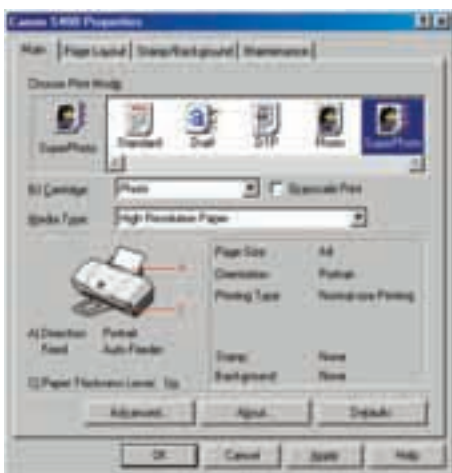 Canon S400 Properties
Main Page Layout Stamp/Background Maintenance
Choose Print Mode
SuperPhoto Standard Draft DTP Photo SuperPhoto
BJ Cartridge: Photo Grayscale Print
Media Type: High Resolution Paper
Page Size: A4
Orientation: Portrait
Printing Type: Normal-size Printing
A) Direction Portrait
Feed Auto Feeder
Stamp: None
Background: None
C) Paper Thickness Lever: Up
Advanced... About... Defaults
OK Cancel Apply Help